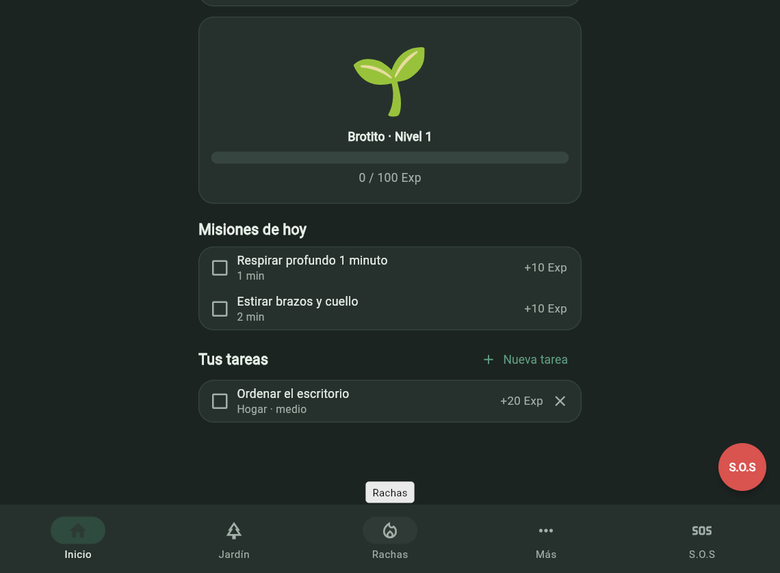 Brotito · Nivel 1
0 / 100 Exp
Misiones de hoy
Respirar profundo 1 minuto
1 min
+10 Exp
Estirar brazos y cuello
2 min
+10 Exp
Tus tareas
+ Nueva tarea
Ordenar el escritorio
Hogar · medio
+20 Exp
S.O.S
Rachas
Inicio
Jardín
Rachas
Más
SOS
S.O.S